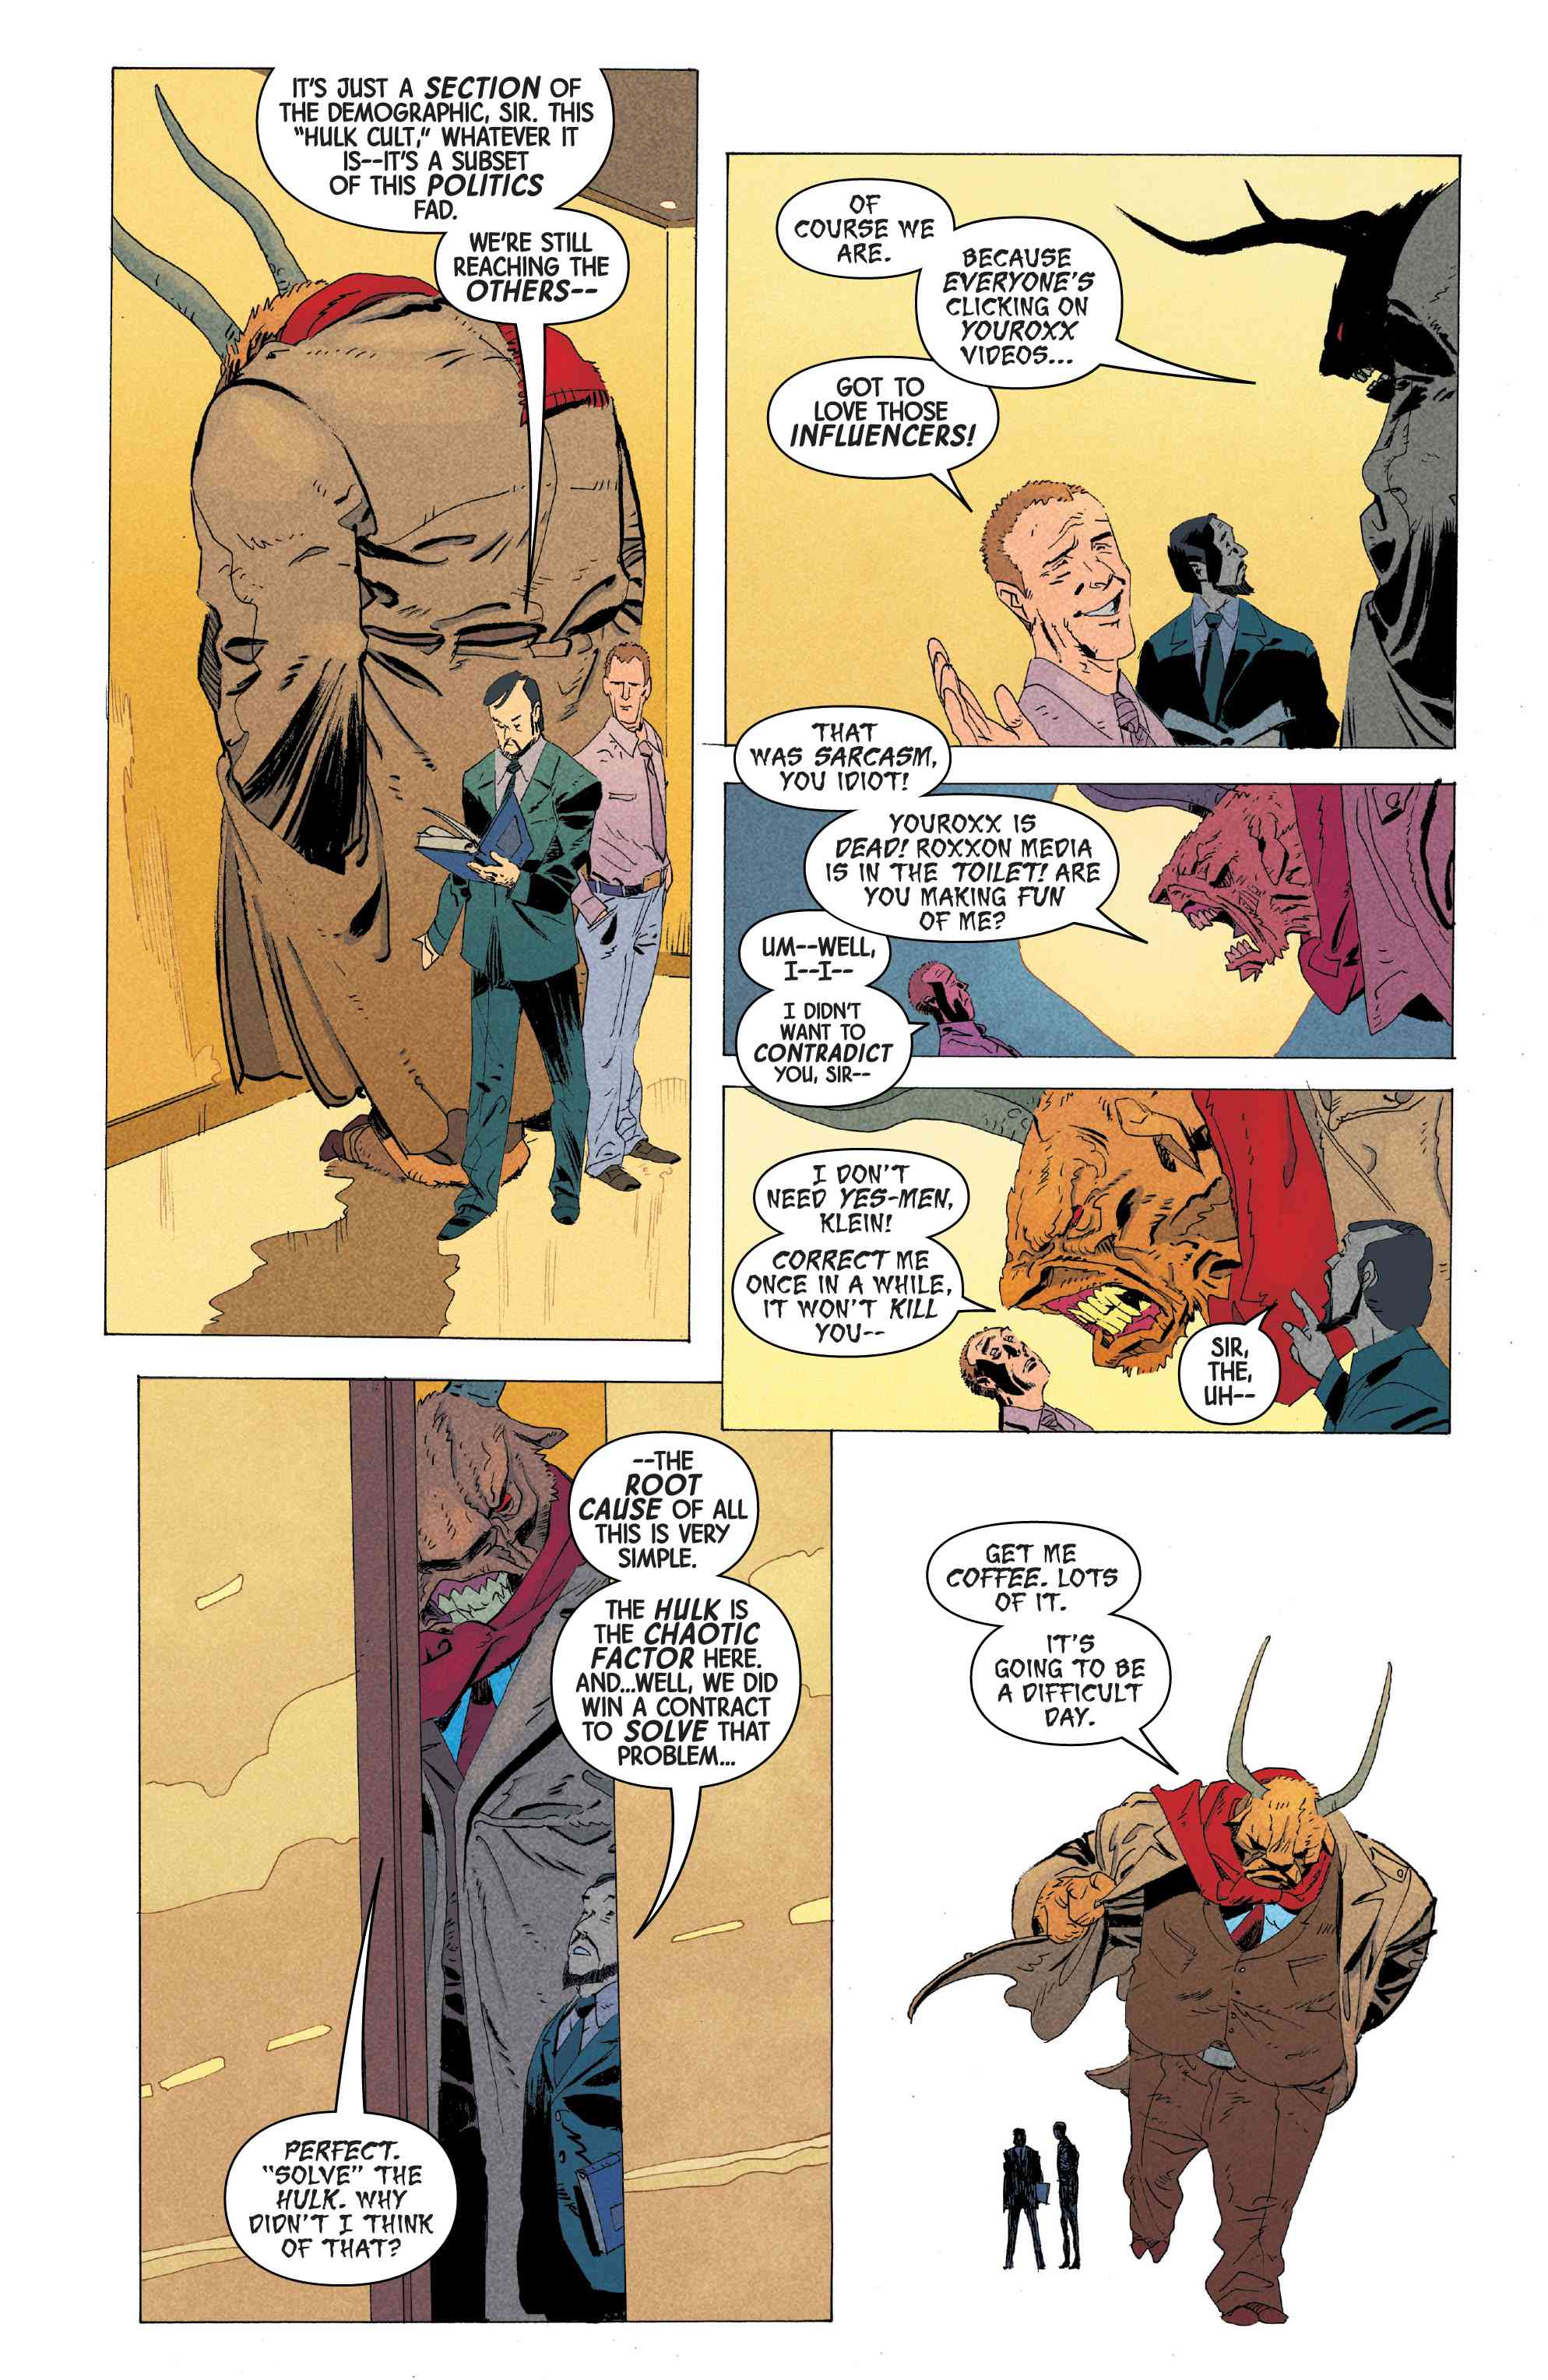 IT'S JUST A SECTION OF
THE DEMOGRAPHIC, SIR. THIS
"HULK CULT," WHATEVER IT
IS--IT'S A SUBSET
OF THIS POLITICS
FAD.
WE'RE STILL
REACHING THE
OTHERS--
OF
COURSE WE
ARE.
BECAUSE
EVERYONE'S
CLICKING ON
YOUROXX
VIDEOS...
GOT TO
LOVE THOSE
INFLUENCERS!
THAT
WAS SARCASM,
YOU IDIOT!
YOUROXX IS
DEAD! ROXXON MEDIA
IS IN THE TOILET! ARE
YOU MAKING FUN
OF ME?
UM--WELL,
I--I--
I DIDN'T
WANT TO
CONTRADICT
YOU, SIR--
I DON'T
NEED YES-MEN,
KLEIN!
CORRECT ME
ONCE IN A WHILE,
IT WON'T KILL
YOU--
SIR,
THE,
UH--
--THE
ROOT
CAUSE OF ALL
THIS IS VERY
SIMPLE.
THE HULK IS
THE CHAOTIC
FACTOR HERE.
AND...WELL, WE DID
WIN A CONTRACT
TO SOLVE THAT
PROBLEM...
PERFECT.
"SOLVE" THE
HULK. WHY
DIDN'T I THINK
OF THAT?
GET ME
COFFEE. LOTS
OF IT.
IT'S
GOING TO BE
A DIFFICULT
DAY.